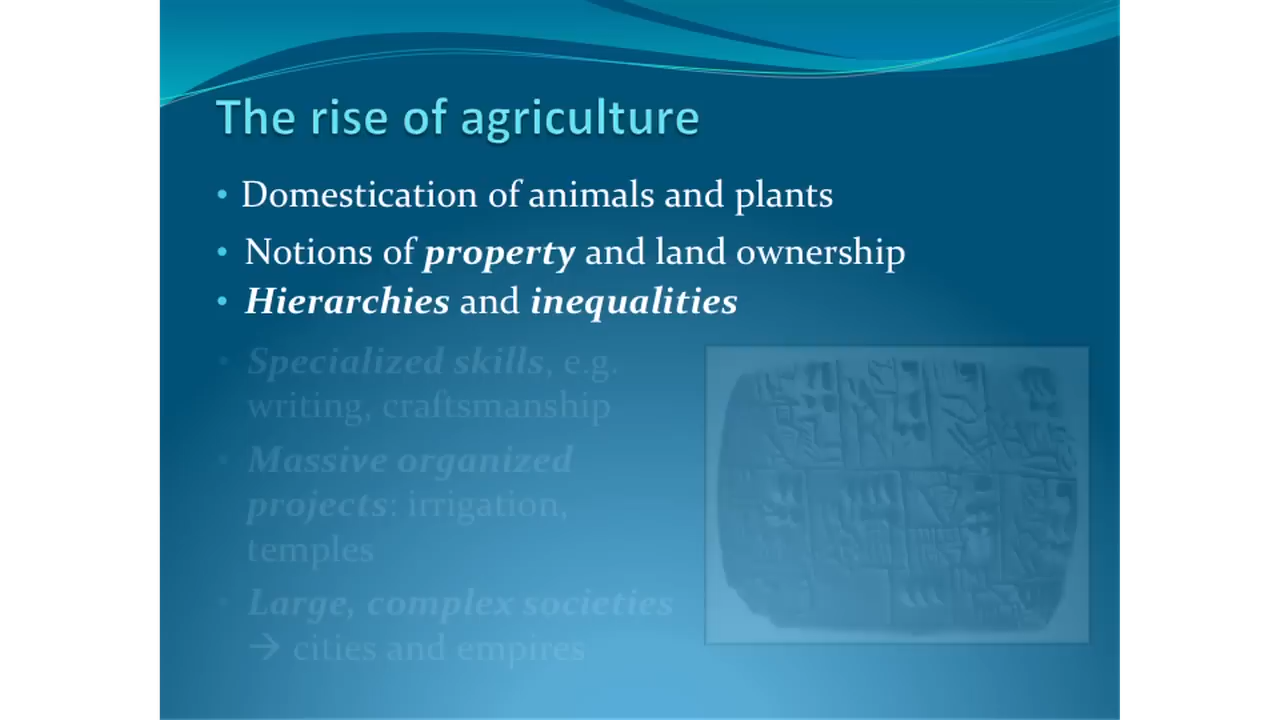 The rise of agriculture
• Domestication of animals and plants
• Notions of property and land ownership
• Hierarchies and inequalities
• Specialized skills, e.g.
writing, craftsmanship
• Massive organized
projects: irrigation,
temples
• Large, complex societies
→ cities and empires